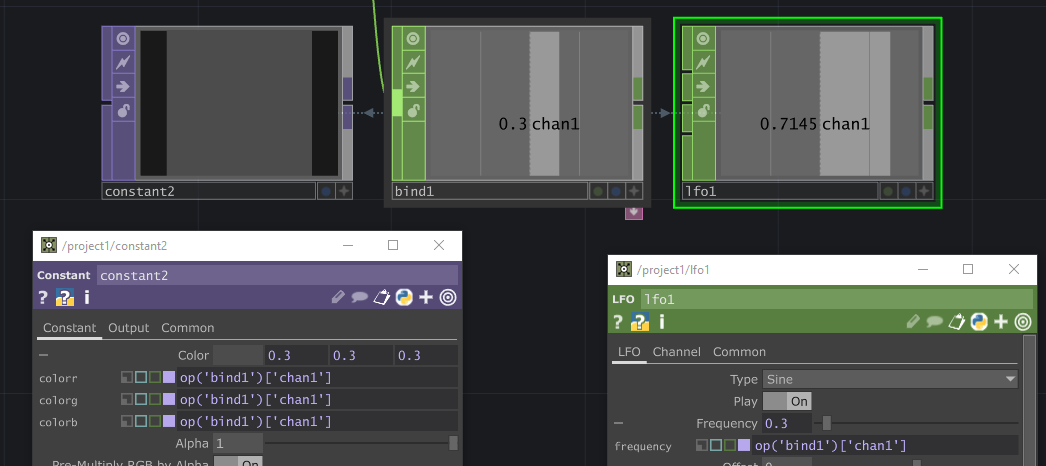 0.3 chan1
0.7145 chan1
constant2
bind1
lfo1
/project1/constant2
Constant constant2
? ? i
Constant Output Common
Color 0.3 0.3 0.3
colorr op('bind1')['chan1']
colorg op('bind1')['chan1']
colorb op('bind1')['chan1']
Alpha 1
Pre-Multiply RGB by Alpha On
/project1/lfo1
LFO lfo1
? ? i
LFO Channel Common
Type Sine
Play On
Frequency 0.3
frequency op('bind1')['chan1']
Offset 0